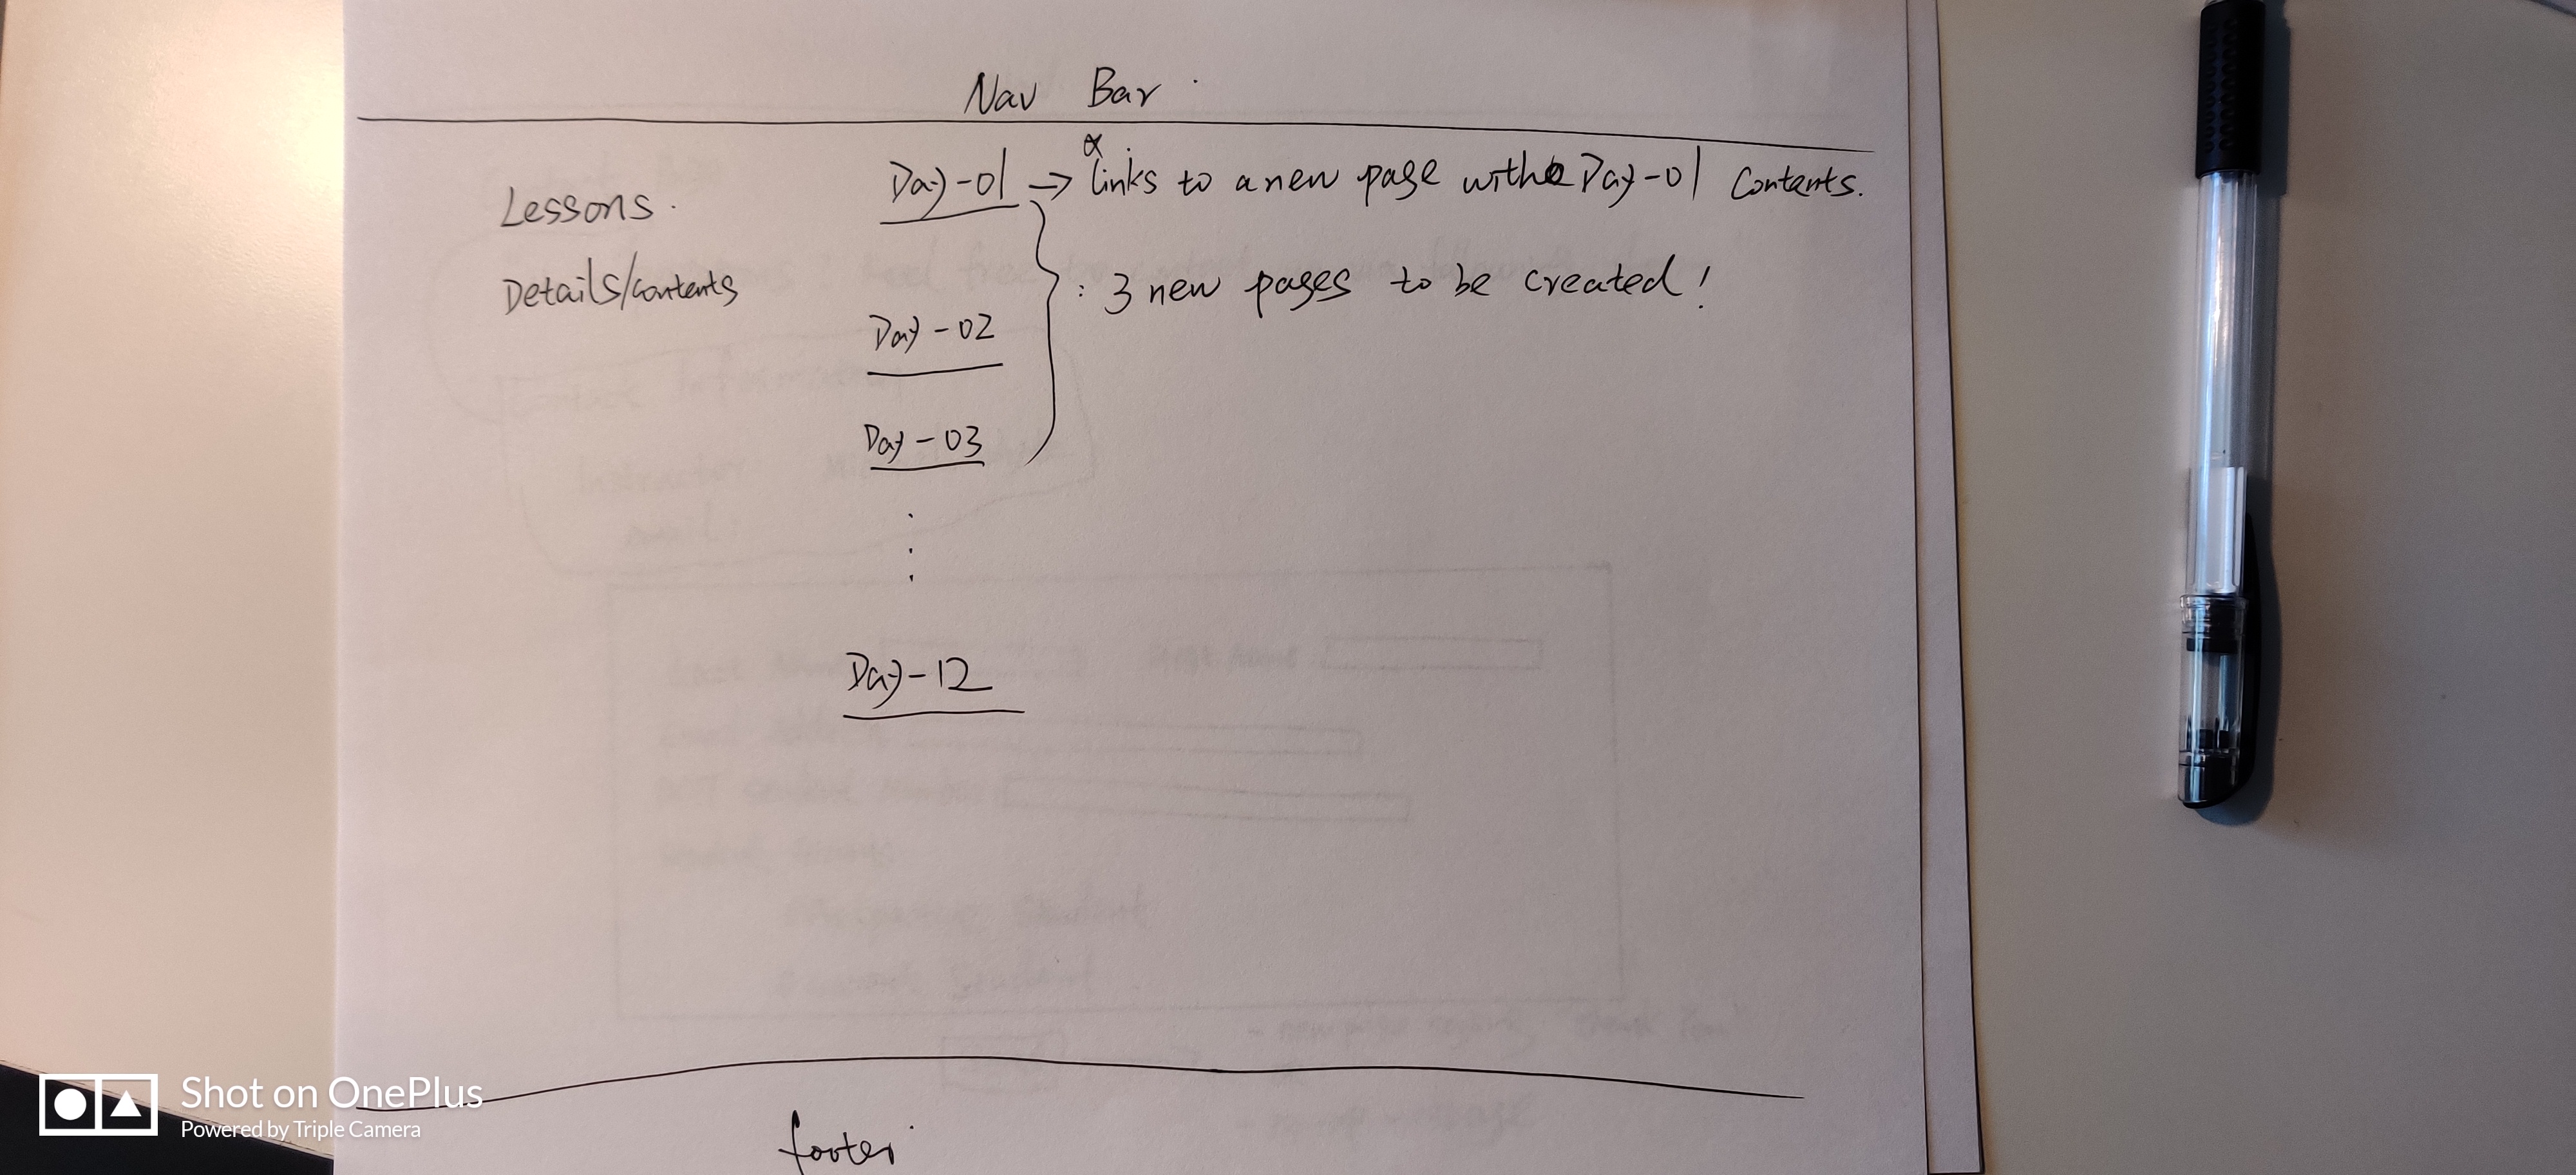 Nav Bar
Day-01 → links to a new page with Day-01 Contents.
Lessons.
Details/contents
: 3 new pages to be created!
Day-02
Day-03
Day-12
footer
Shot on OnePlus
Powered by Triple Camera